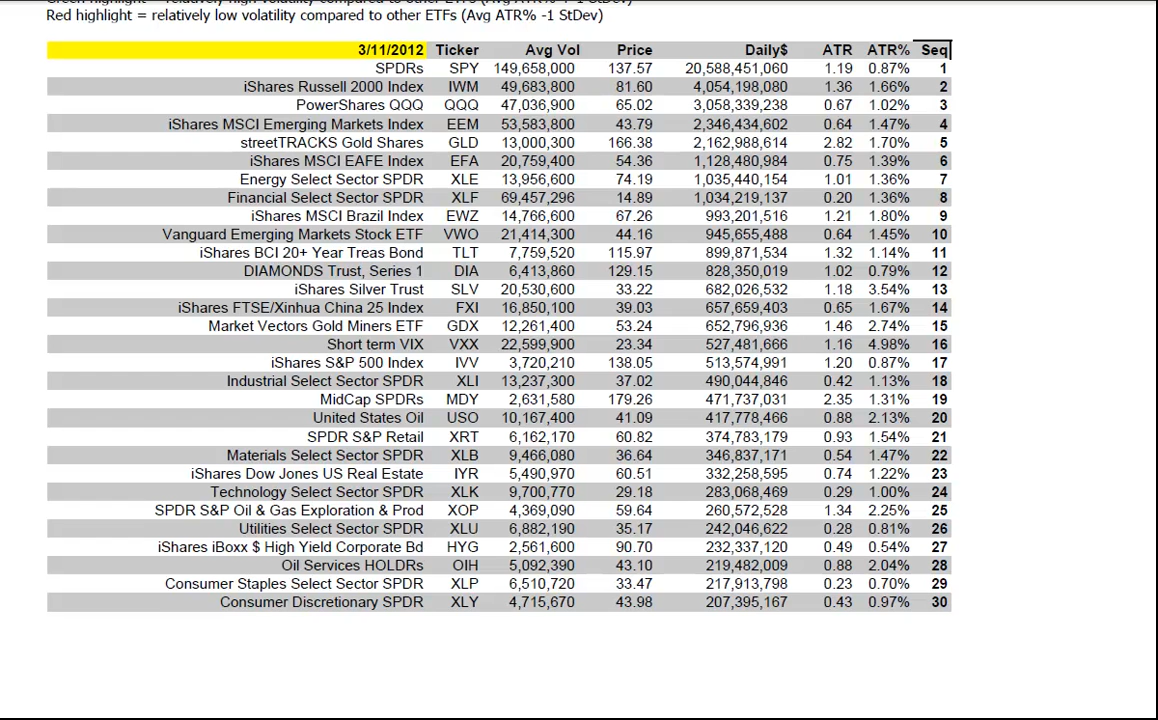 Green highlight = relatively high volatility compared to other ETFs (Avg ATR% + 1 StDev)
Red highlight = relatively low volatility compared to other ETFs (Avg ATR% -1 StDev)
3/11/2012 Ticker Avg Vol Price Daily$ ATR ATR% Seq
SPDRs SPY 149,658,000 137.57 20,588,451,060 1.19 0.87% 1
iShares Russell 2000 Index IWM 49,683,800 81.60 4,054,198,080 1.36 1.66% 2
PowerShares QQQ QQQ 47,036,900 65.02 3,058,339,238 0.67 1.02% 3
iShares MSCI Emerging Markets Index EEM 53,583,800 43.79 2,346,434,602 0.64 1.47% 4
streetTRACKS Gold Shares GLD 13,000,300 166.38 2,162,988,614 2.82 1.70% 5
iShares MSCI EAFE Index EFA 20,759,400 54.36 1,128,480,984 0.75 1.39% 6
Energy Select Sector SPDR XLE 13,956,600 74.19 1,035,440,154 1.01 1.36% 7
Financial Select Sector SPDR XLF 69,457,296 14.89 1,034,219,137 0.20 1.36% 8
iShares MSCI Brazil Index EWZ 14,766,600 67.26 993,201,516 1.21 1.80% 9
Vanguard Emerging Markets Stock ETF VWO 21,414,300 44.16 945,655,488 0.64 1.45% 10
iShares BCI 20+ Year Treas Bond TLT 7,759,520 115.97 899,871,534 1.32 1.14% 11
DIAMONDS Trust, Series 1 DIA 6,413,860 129.15 828,350,019 1.02 0.79% 12
iShares Silver Trust SLV 20,530,600 33.22 682,026,532 1.18 3.54% 13
iShares FTSE/Xinhua China 25 Index FXI 16,850,100 39.03 657,659,403 0.65 1.67% 14
Market Vectors Gold Miners ETF GDX 12,261,400 53.24 652,796,936 1.46 2.74% 15
Short term VIX VXX 22,599,900 23.34 527,481,666 1.16 4.98% 16
iShares S&P 500 Index IVV 3,720,210 138.05 513,574,991 1.20 0.87% 17
Industrial Select Sector SPDR XLI 13,237,300 37.02 490,044,846 0.42 1.13% 18
MidCap SPDRs MDY 2,631,580 179.26 471,737,031 2.35 1.31% 19
United States Oil USO 10,167,400 41.09 417,778,466 0.88 2.13% 20
SPDR S&P Retail XRT 6,162,170 60.82 374,783,179 0.93 1.54% 21
Materials Select Sector SPDR XLB 9,466,080 36.64 346,837,171 0.54 1.47% 22
iShares Dow Jones US Real Estate IYR 5,490,970 60.51 332,258,595 0.74 1.22% 23
Technology Select Sector SPDR XLK 9,700,770 29.18 283,068,469 0.29 1.00% 24
SPDR S&P Oil & Gas Exploration & Prod XOP 4,369,090 59.64 260,572,528 1.34 2.25% 25
Utilities Select Sector SPDR XLU 6,882,190 35.17 242,046,622 0.28 0.81% 26
iShares iBoxx $ High Yield Corporate Bd HYG 2,561,600 90.70 232,337,120 0.49 0.54% 27
Oil Services HOLDRs OIH 5,092,390 43.10 219,482,009 0.88 2.04% 28
Consumer Staples Select Sector SPDR XLP 6,510,720 33.47 217,913,798 0.23 0.70% 29
Consumer Discretionary SPDR XLY 4,715,670 43.98 207,395,167 0.43 0.97% 30